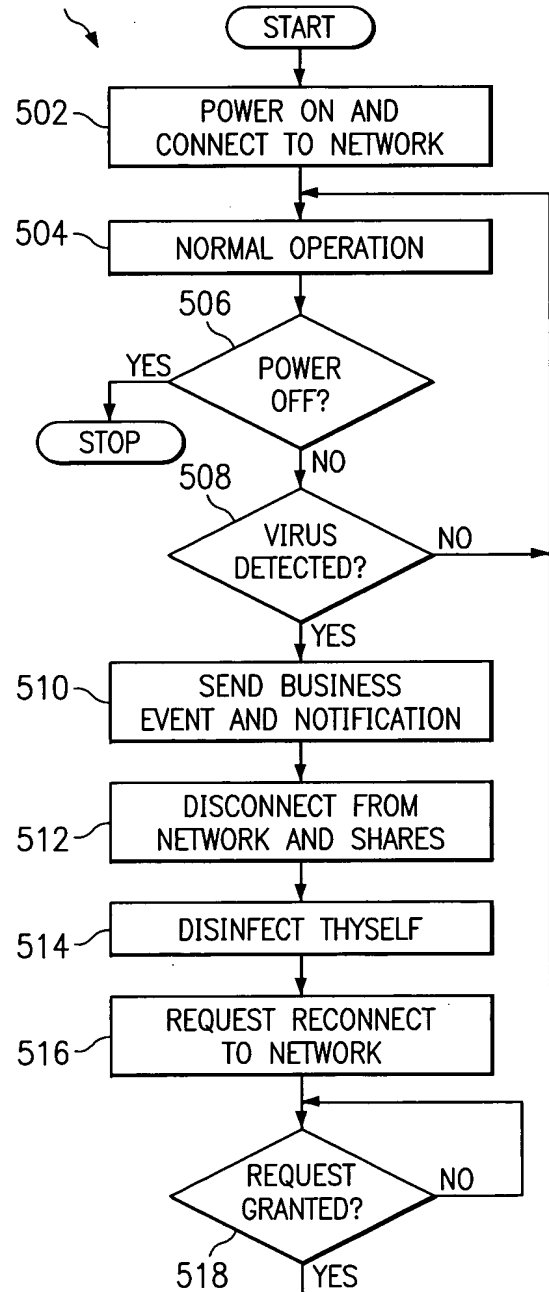 START
502
POWER ON AND
CONNECT TO NETWORK
504
NORMAL OPERATION
506
YES
POWER
OFF?
STOP
NO
508
VIRUS
DETECTED?
NO
YES
510
SEND BUSINESS
EVENT AND NOTIFICATION
512
DISCONNECT FROM
NETWORK AND SHARES
514
DISINFECT THYSELF
516
REQUEST RECONNECT
TO NETWORK
REQUEST
GRANTED?
NO
518
YES